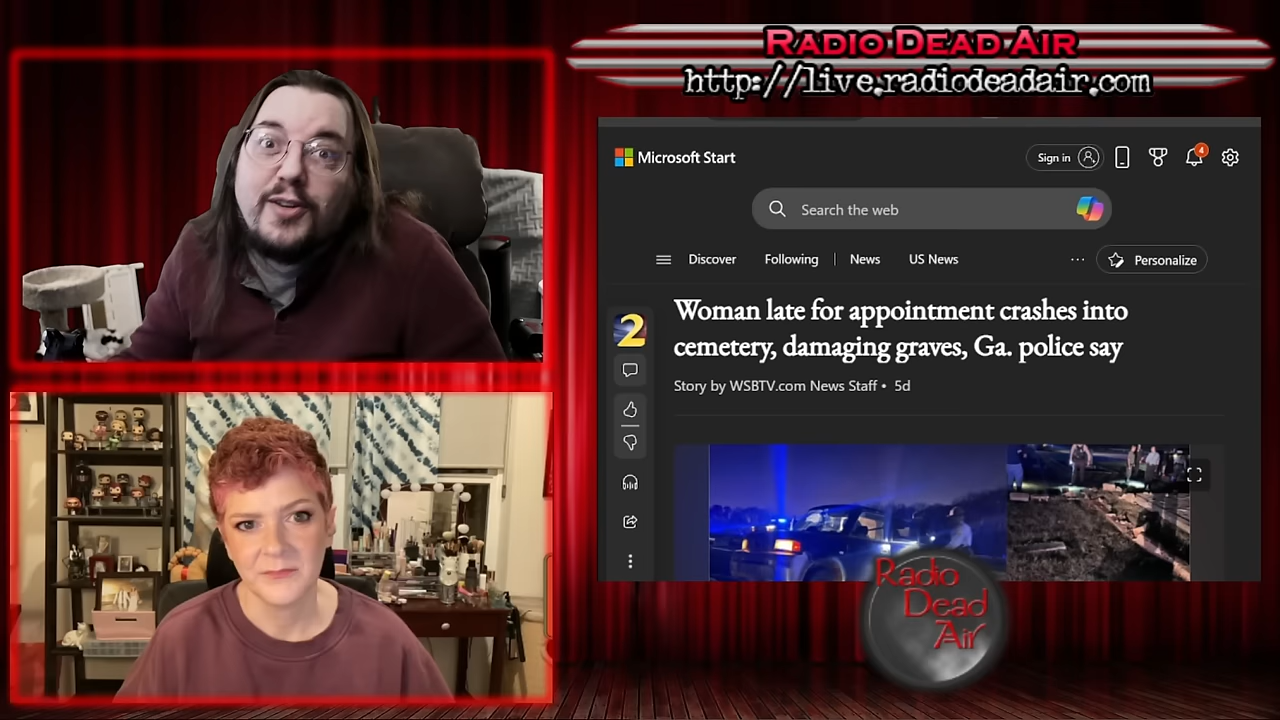 Radio Dead Air
http://live.radiodeadair.com
Microsoft Start
Sign in
4
Search the web
Discover
Following
News
US News
...
Personalize
2
Woman late for appointment crashes into
cemetery, damaging graves, Ga. police say
Story by WSBTV.com News Staff • 5d
Radio
Dead
Air